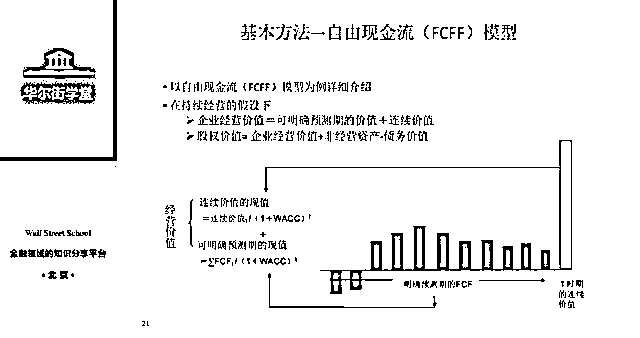 基本方法—自由现金流（FCFF）模型
华尔街学堂
• 以自由现金流（FCFF）模型为例详细介绍
• 在持续经营的假设下
➢ 企业经营价值＝可明确预测期的价值＋连续价值
➢ 股权价值= 企业经营价值+非经营资产-债务价值
经营价值
连续价值的现值
=连续价值t/（1+WACC）t
+
可明确预测期的现值
=∑FCFt/（1+WACC）t
Wall Street School
金融领域的知识分享平台
• 北京 •
明确预测期的FCF
T时期
的连续
价值
21